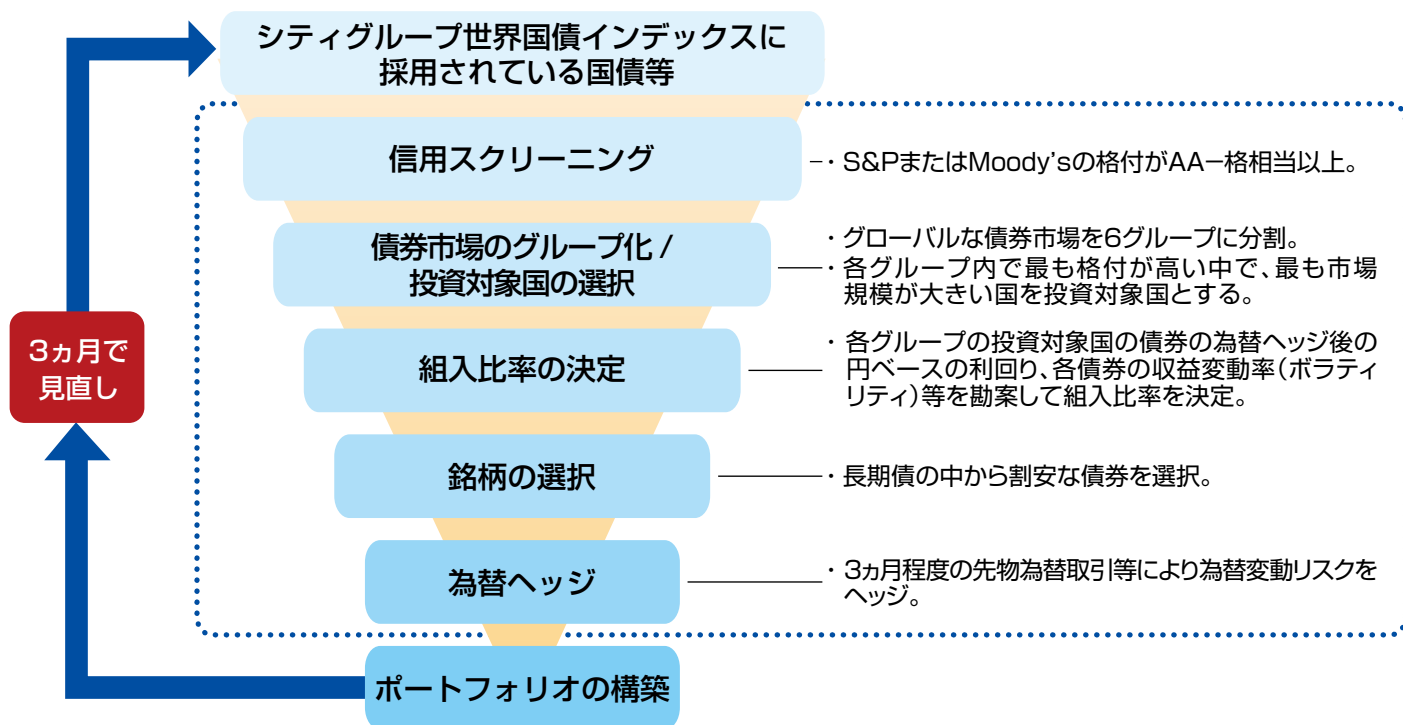 シティグループ世界国債インデックスに
採用されている国債等
信用スクリーニング
・S&PまたはMoody'sの格付がAA−格相当以上。
債券市場のグループ化 /
投資対象国の選択
・グローバルな債券市場を6グループに分割。
・各グループ内で最も格付が高い中で、最も市場
規模が大きい国を投資対象国とする。
3ヵ月で
見直し
組入比率の決定
・各グループの投資対象国の債券の為替ヘッジ後の
円ベースの利回り、各債券の収益変動率(ボラティ
リティ)等を勘案して組入比率を決定。
銘柄の選択
・長期債の中から割安な債券を選択。
為替ヘッジ
・3ヵ月程度の先物為替取引等により為替変動リスクを
ヘッジ。
ポートフォリオの構築